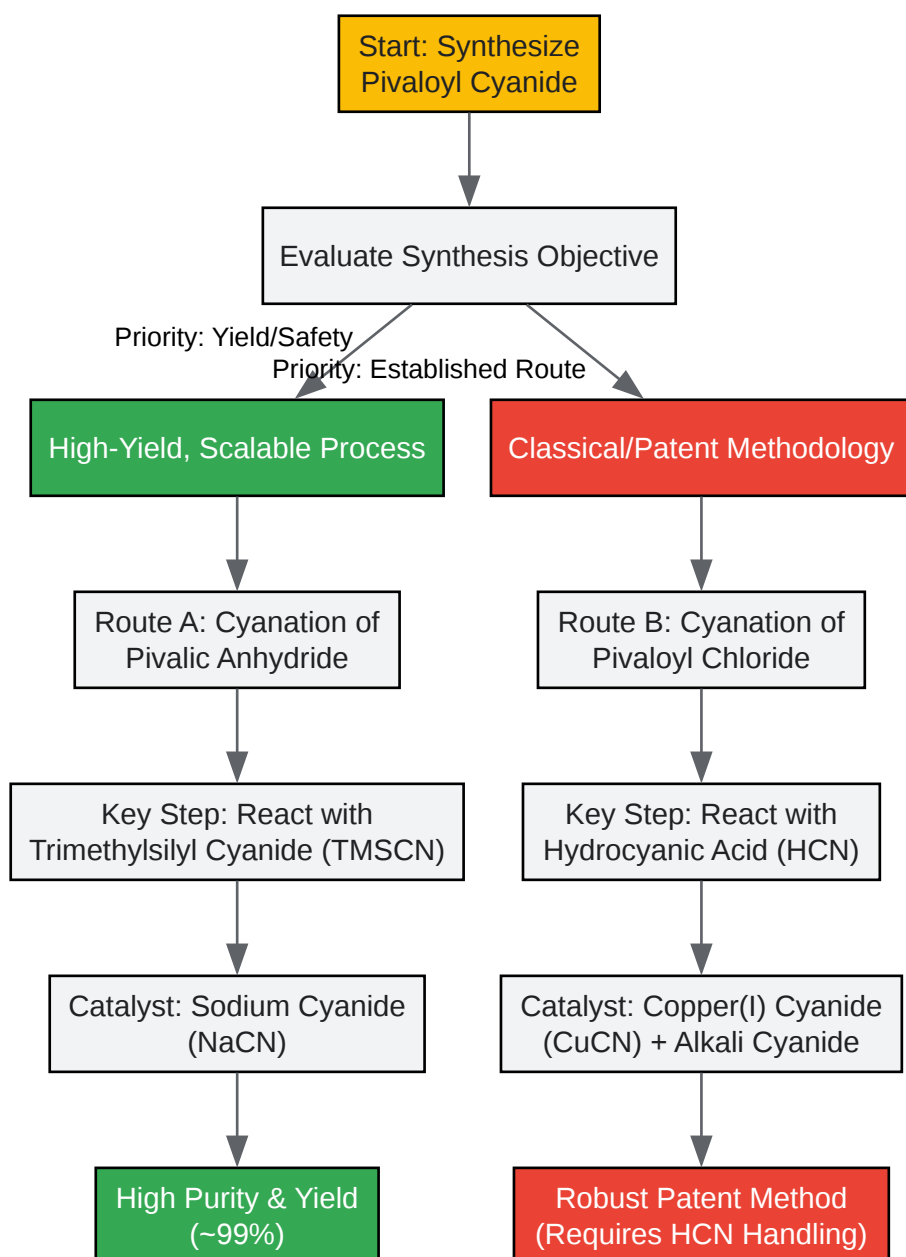 Start: Synthesize
Pivaloyl Cyanide
Evaluate Synthesis Objective
Priority: Yield/Safety
Priority: Established Route
High-Yield, Scalable Process
Classical/Patent Methodology
Route A: Cyanation of
Pivalic Anhydride
Route B: Cyanation of
Pivaloyl Chloride
Key Step: React with
Trimethylsilyl Cyanide (TMSCN)
Key Step: React with
Hydrocyanic Acid (HCN)
Catalyst: Sodium Cyanide
(NaCN)
Catalyst: Copper(I) Cyanide
(CuCN) + Alkali Cyanide
High Purity & Yield
(~99%)
Robust Patent Method
(Requires HCN Handling)